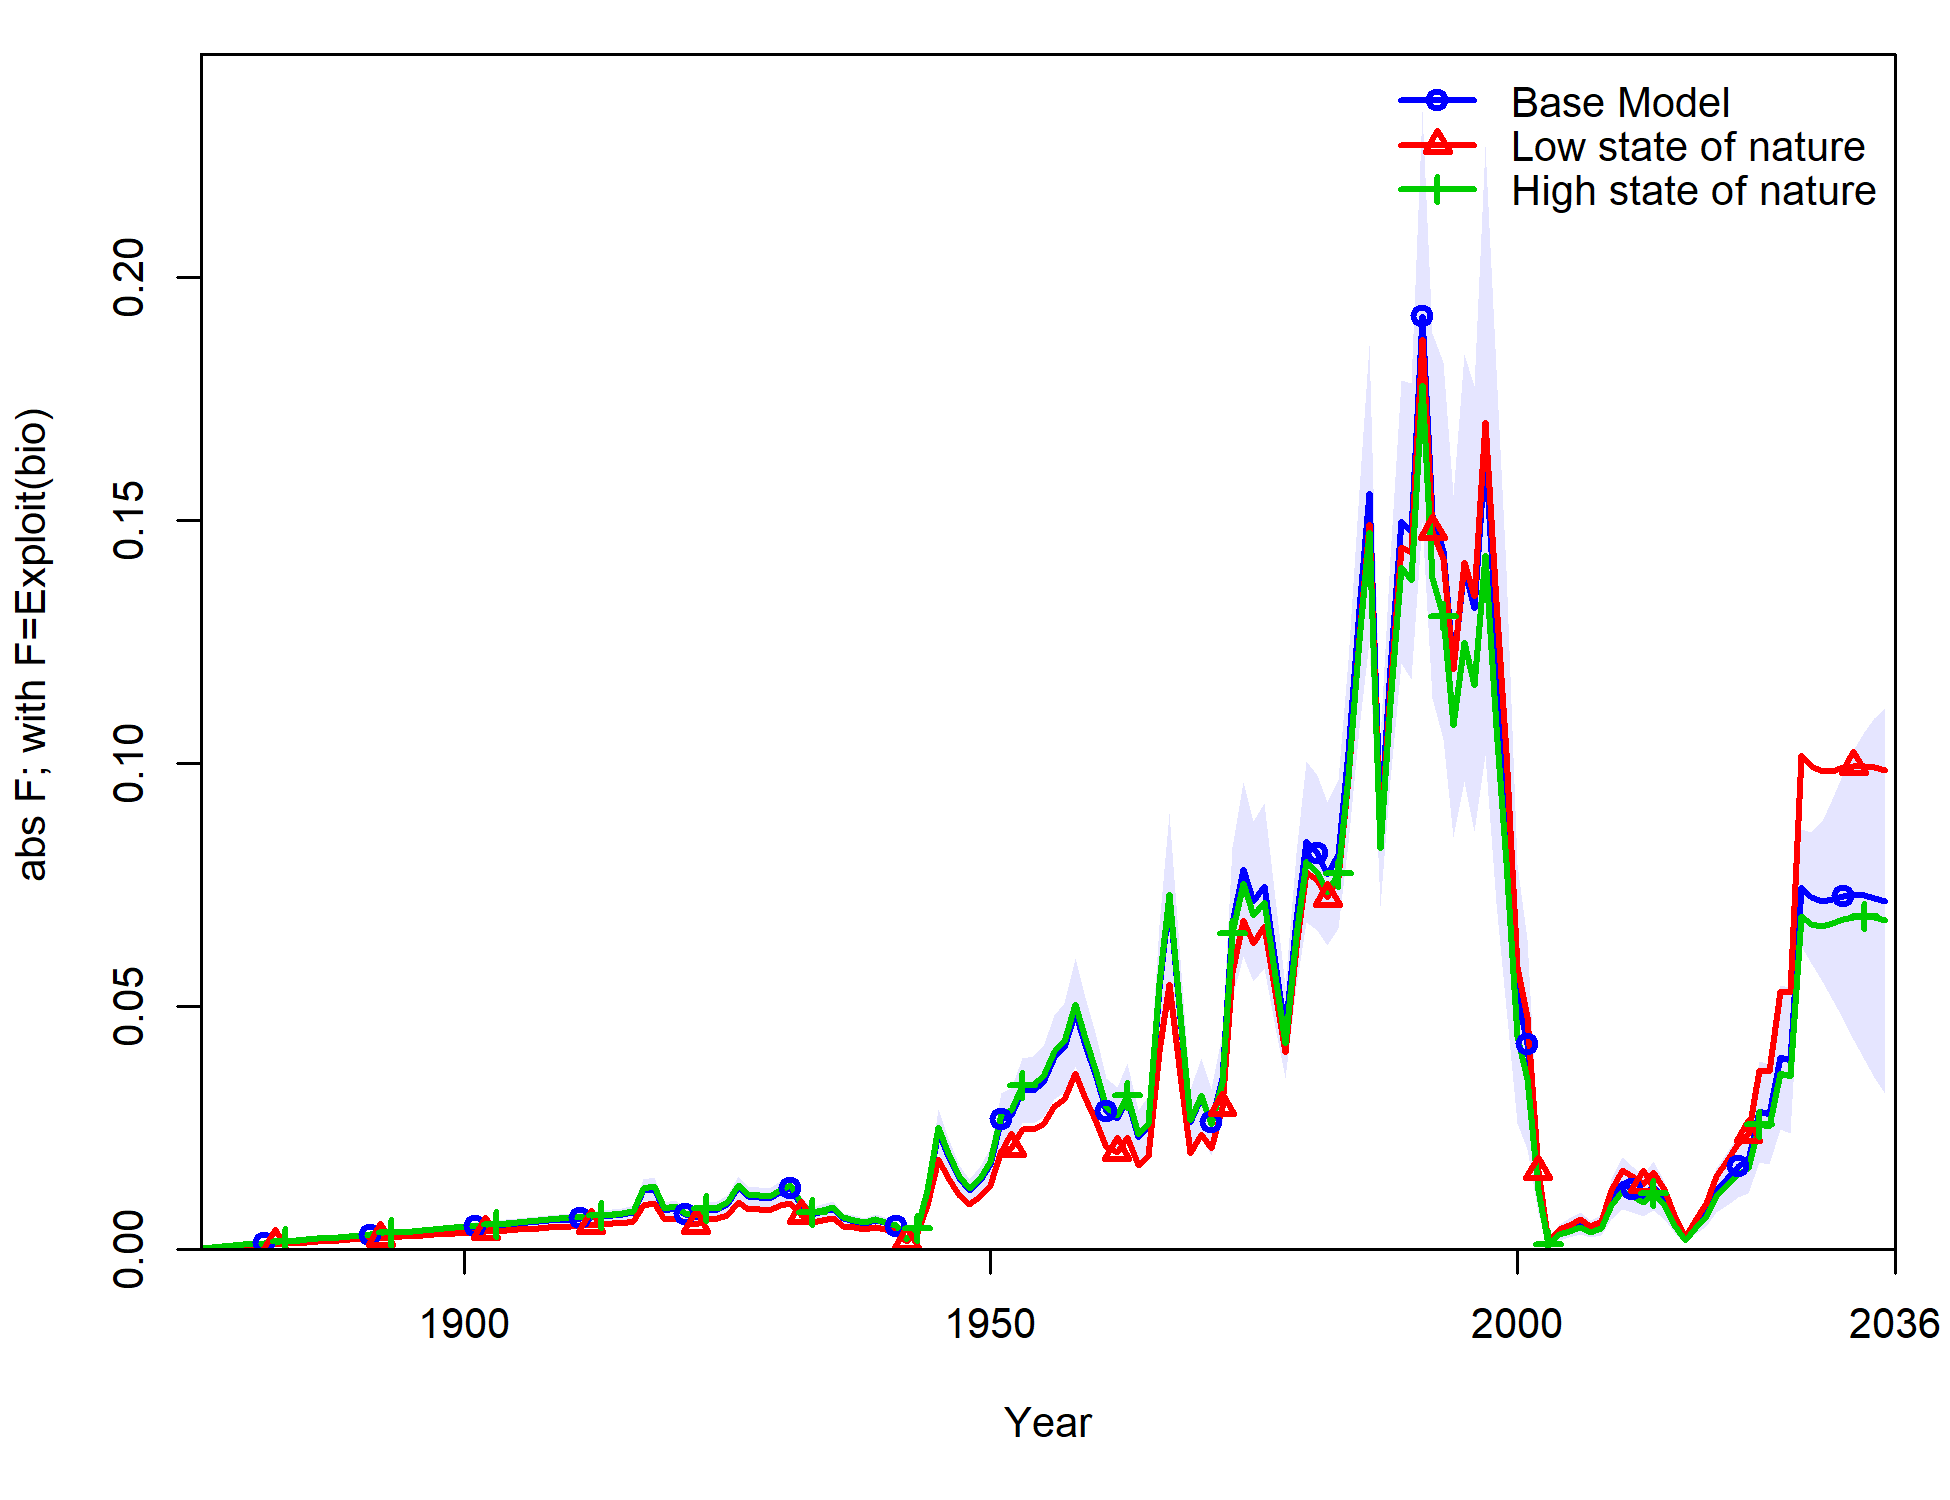 Base Model
Low state of nature
High state of nature
abs F; with F=Exploit(bio)
0.20
0.15
0.10
0.05
0.00
1900
1950
2000
2036
Year